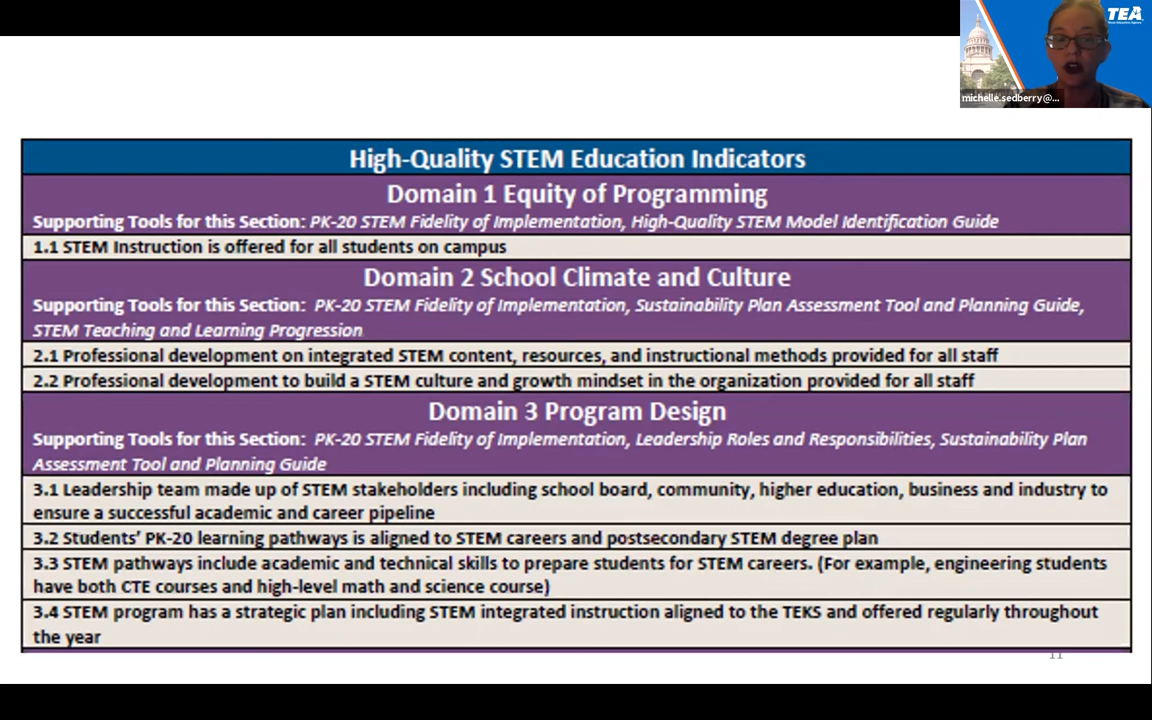 TEA
michelle.sedberry@...
High-Quality STEM Education Indicators
Domain 1 Equity of Programming
Supporting Tools for this Section: PK-20 STEM Fidelity of Implementation, High-Quality STEM Model Identification Guide
1.1 STEM Instruction is offered for all students on campus
Domain 2 School Climate and Culture
Supporting Tools for this Section: PK-20 STEM Fidelity of Implementation, Sustainability Plan Assessment Tool and Planning Guide,
STEM Teaching and Learning Progression
2.1 Professional development on integrated STEM content, resources, and instructional methods provided for all staff
2.2 Professional development to build a STEM culture and growth mindset in the organization provided for all staff
Domain 3 Program Design
Supporting Tools for this Section: PK-20 STEM Fidelity of Implementation, Leadership Roles and Responsibilities, Sustainability Plan
Assessment Tool and Planning Guide
3.1 Leadership team made up of STEM stakeholders including school board, community, higher education, business and industry to
ensure a successful academic and career pipeline
3.2 Students' PK-20 learning pathways is aligned to STEM careers and postsecondary STEM degree plan
3.3 STEM pathways include academic and technical skills to prepare students for STEM careers. (For example, engineering students
have both CTE courses and high-level math and science course)
3.4 STEM program has a strategic plan including STEM integrated instruction aligned to the TEKS and offered regularly throughout
the year
11